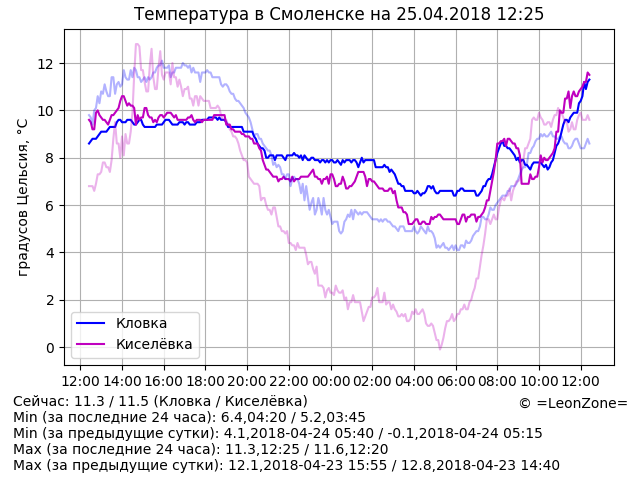 Температура в Смоленске на 25.04.2018 12:25
градусов Цельсия, °C
12
10
8
6
4
2
0
Кловка
Киселёвка
12:00 14:00 16:00 18:00 20:00 22:00 00:00 02:00 04:00 06:00 08:00 10:00 12:00
Сейчас: 11.3 / 11.5 (Кловка / Киселёвка)
© =LeonZone=
Min (за последние 24 часа): 6.4,04:20 / 5.2,03:45
Min (за предыдущие сутки): 4.1,2018-04-24 05:40 / -0.1,2018-04-24 05:15
Max (за последние 24 часа): 11.3,12:25 / 11.6,12:20
Max (за предыдущие сутки): 12.1,2018-04-23 15:55 / 12.8,2018-04-23 14:40